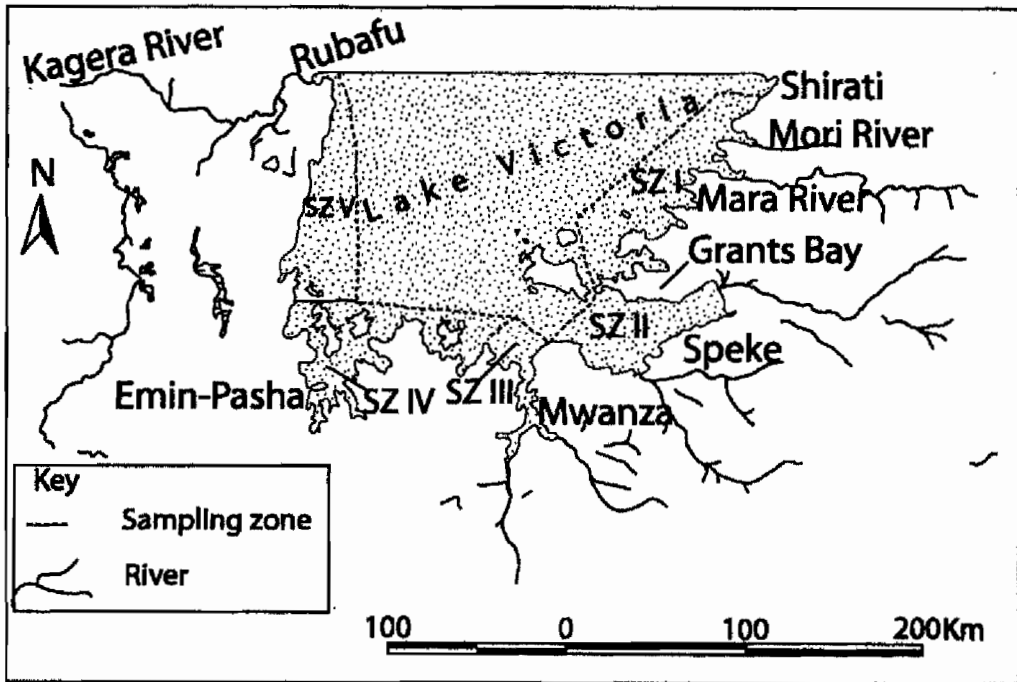 Kagera River
Rubafu
Shirati
Mori River
Lake Victoria
N
SZ V
SZ I
Mara River
Grants Bay
SZ II
Speke
Emin-Pasha
SZ IV
SZ III
Mwanza
Key
Sampling zone
River
100 0 100 200Km